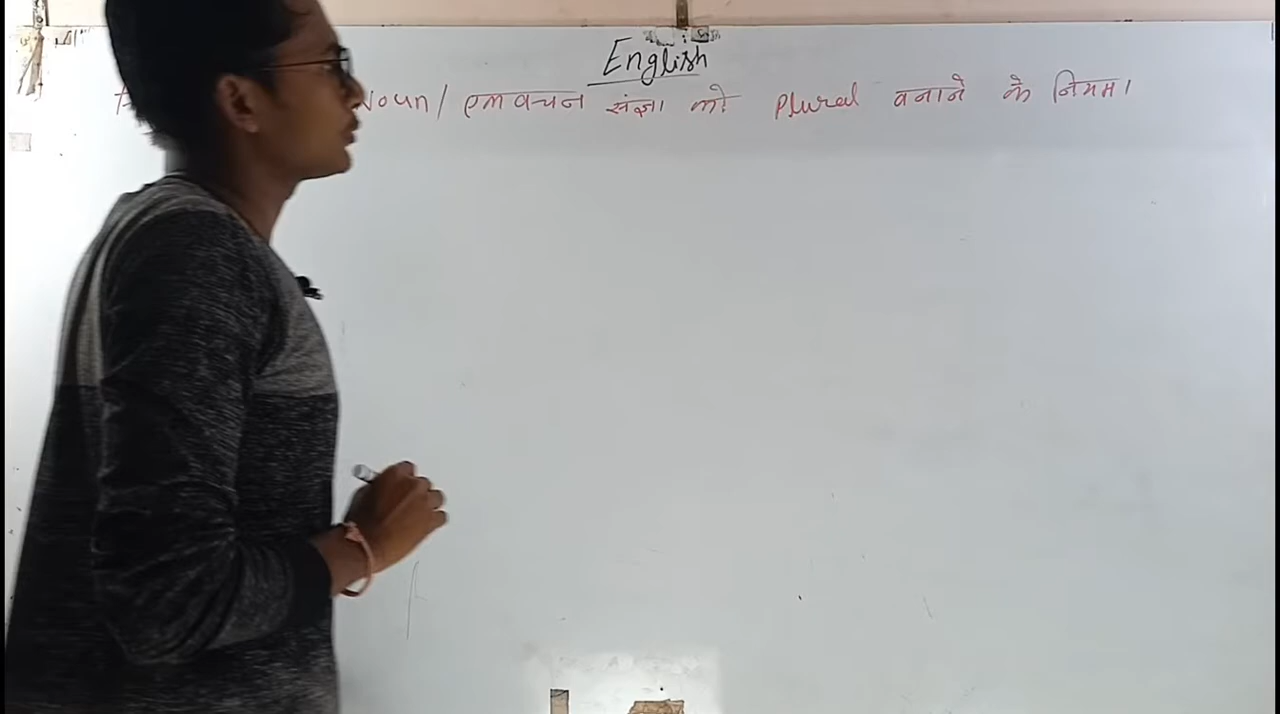 English
Noun/ एकवचन संज्ञा को Plural बनाने के नियम।